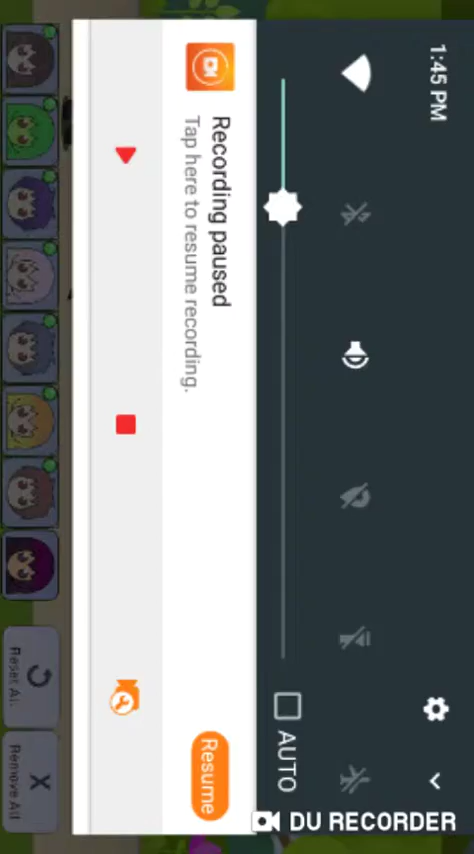 1:45 PM
AUTO
Recording paused
Tap here to resume recording.
Resume
Reset All
Remove All
DU RECORDER